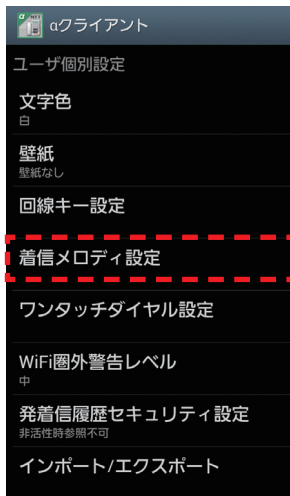 αクライアント
ユーザ個別設定
文字色
白
壁紙
壁紙なし
回線キー設定
着信メロディ設定
ワンタッチダイヤル設定
WiFi圏外警告レベル
中
発着信履歴セキュリティ設定
非活性時参照不可
インポート/エクスポート